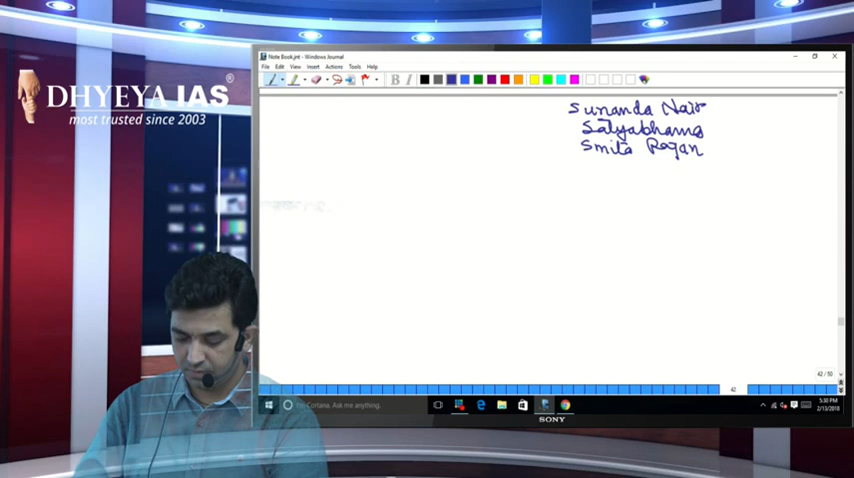 DHYEYA IAS®
most trusted since 2003
Note Book.jnt - Windows Journal
File Edit View Insert Actions Tools Help
B I
Sunanda Nair
Satyabhama
Smita Rajan
42 / 50
42
I'm Cortana. Ask me anything.
5:30 PM
2/13/2018
SONY